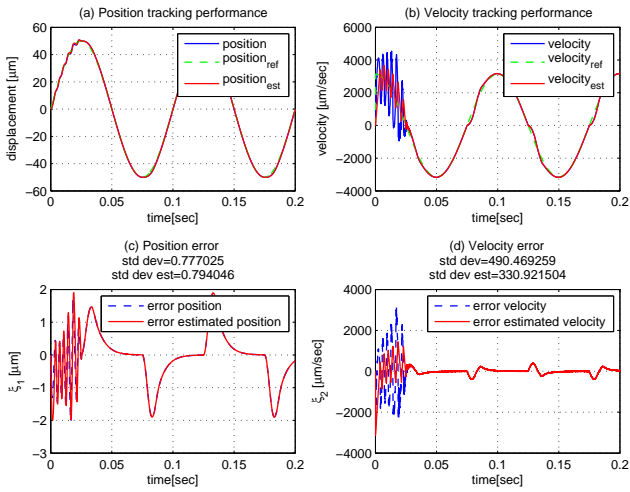 (a) Position tracking performance
displacement [µm]
60
40
20
0
−20
−40
−60
0
0.05
0.1
0.15
0.2
time[sec]
position
position_ref
position_est
(b) Velocity tracking performance
velocity [µm/sec]
4000
2000
0
−2000
−4000
0
0.05
0.1
0.15
0.2
time[sec]
velocity
velocity_ref
velocity_est
(c) Position error
std dev=0.777025
std dev est=0.794046
ξ₁ [µm]
2
1
0
−1
−2
−3
0
0.05
0.1
0.15
0.2
time[sec]
error position
error estimated position
(d) Velocity error
std dev=490.469259
std dev est=330.921504
ξ₂ [µm/sec]
4000
2000
0
−2000
−4000
0
0.05
0.1
0.15
0.2
time[sec]
error velocity
error estimated velocity